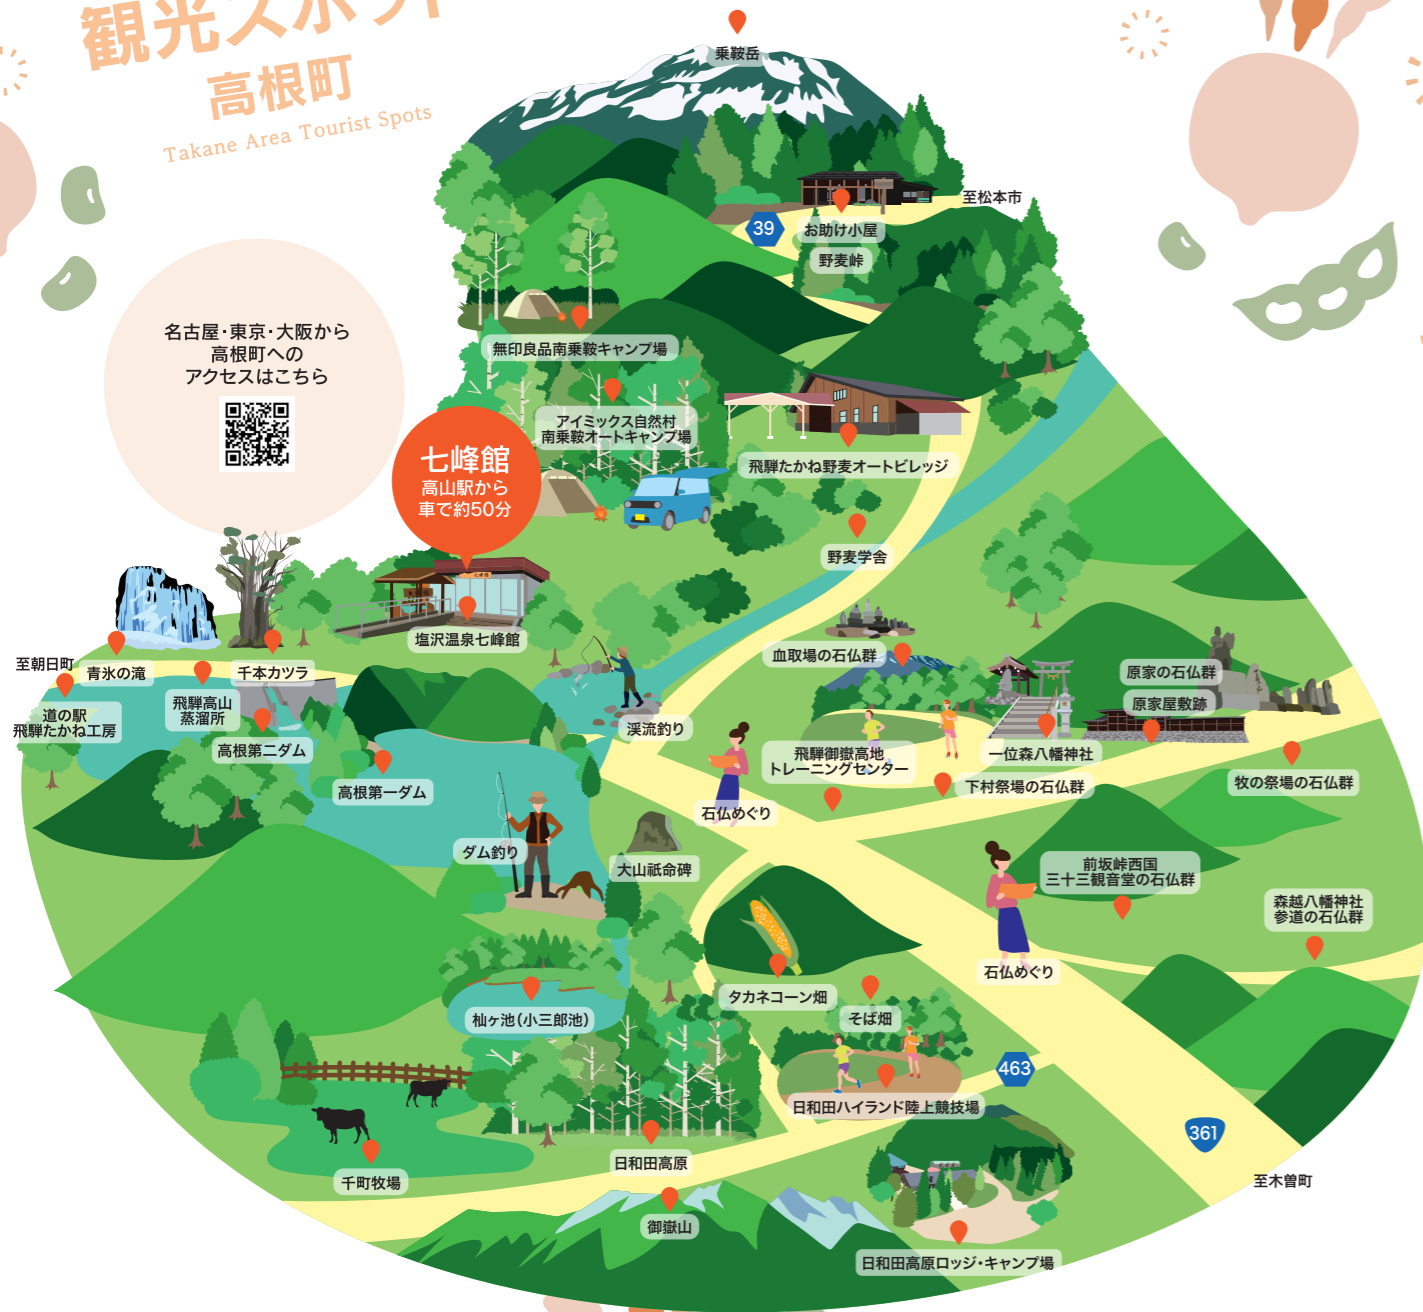 観光スポット
高根町
Takane Area Tourist Spots
乗鞍岳
至松本市
39
お助け小屋
野麦峠
名古屋・東京・大阪から
高根町への
アクセスはこちら
無印良品南乗鞍キャンプ場
アイミックス自然村
南乗鞍オートキャンプ場
七峰館
高山駅から
車で約50分
飛騨たかね野麦オートビレッジ
野麦学舎
塩沢温泉七峰館
血取場の石仏群
至朝日町
青氷の滝
千本カツラ
道の駅
飛騨たかね工房
飛騨高山
蒸溜所
高根第二ダム
高根第一ダム
渓流釣り
原家の石仏群
原家屋敷跡
一位森八幡神社
飛騨御嶽高地
トレーニングセンター
下村祭場の石仏群
牧の祭場の石仏群
石仏めぐり
ダム釣り
大山祇命碑
前坂峠西国
三十三観音堂の石仏群
森越八幡神社
参道の石仏群
石仏めぐり
タカネコーン畑
そば畑
杣ヶ池（小三郎池）
463
日和田ハイランド陸上競技場
361
日和田高原
千町牧場
至木曽町
御嶽山
日和田高原ロッジ・キャンプ場